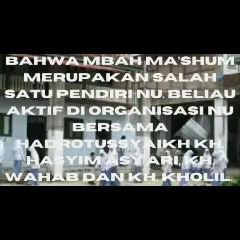 BAHWA MBAH MA'SHUM
MERUPAKAN SALAH
SATU PENDIRI NU. BELIAU
AKTIF DI ORGANISASI NU
BERSAMA
HADROTUSSYAIKH KH.
HASYIM ASY'ARI, KH.
WAHAB DAN KH. KHOLIL.